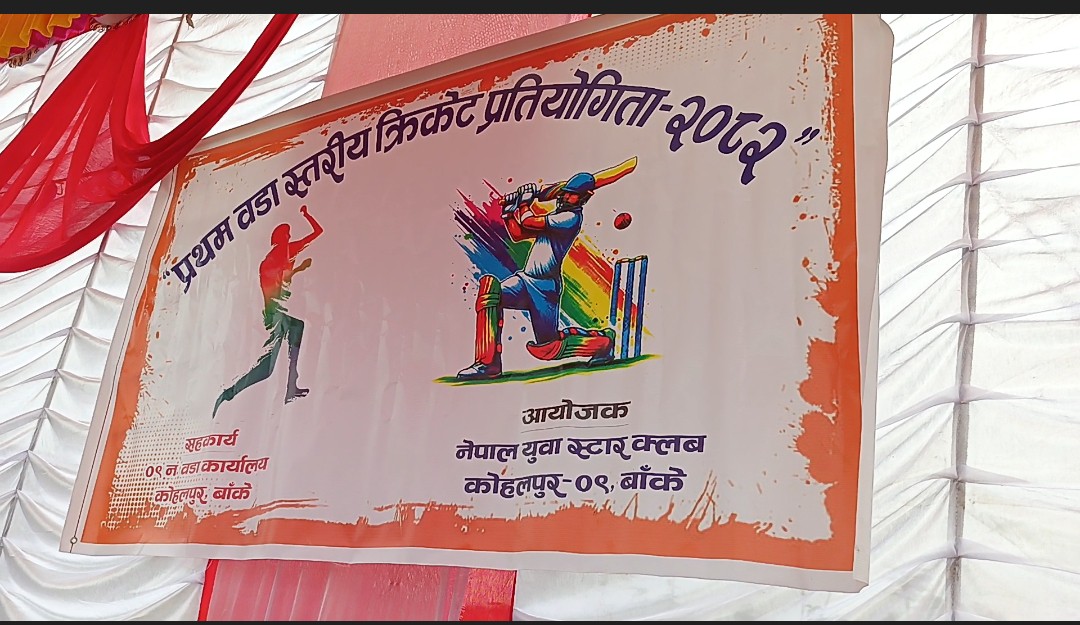 "प्रथम वडा स्तरीय क्रिकेट प्रतियोगिता-२०८२"
सहकार्य
०९ न. वडा कार्यालय
कोहलपुर, बाँके
आयोजक
नेपाल युवा स्टार क्लब
कोहलपुर-०९, बाँके